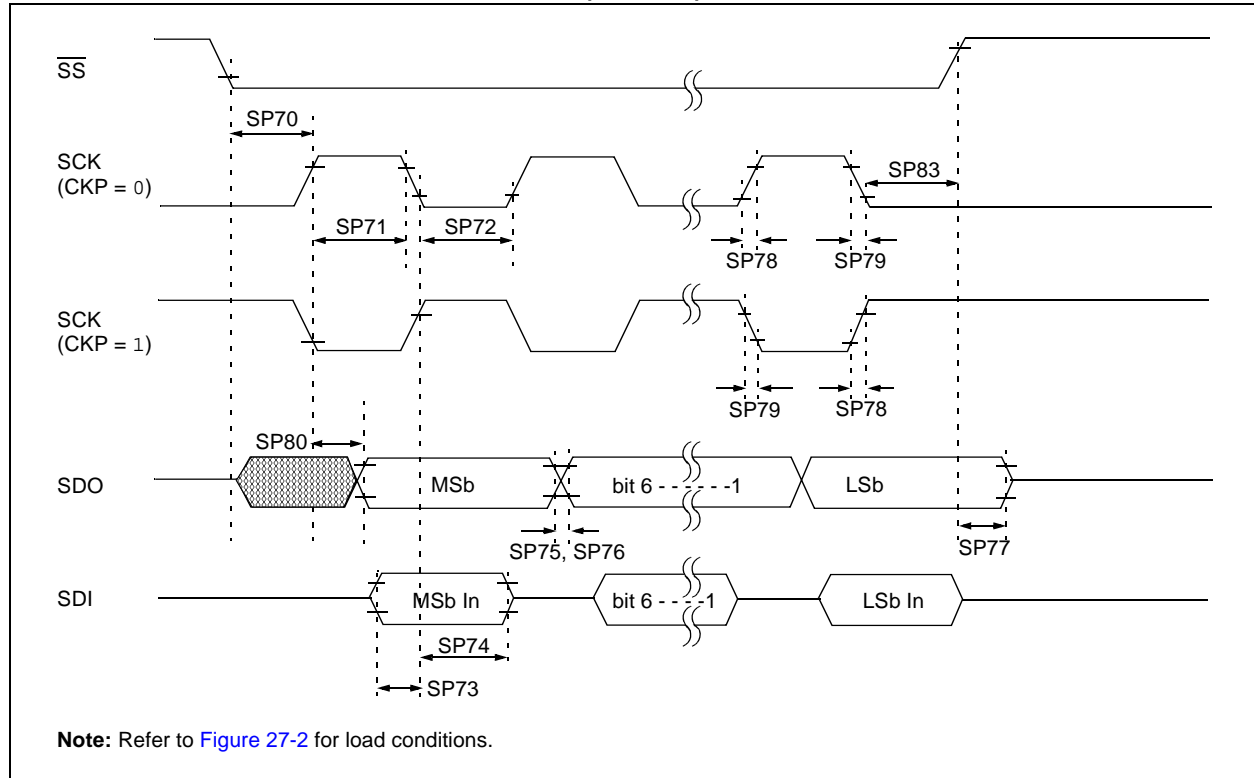 SS
SP70
SCK
(CKP = 0)
SP83
SP71
SP72
SP78
SP79
SCK
(CKP = 1)
SP79
SP78
SP80
SDO
MSb
bit 6 - - - - - -1
LSb
SP75, SP76
SP77
SDI
MSb In
bit 6 - - - -1
LSb In
SP74
SP73
Note: Refer to Figure 27-2 for load conditions.